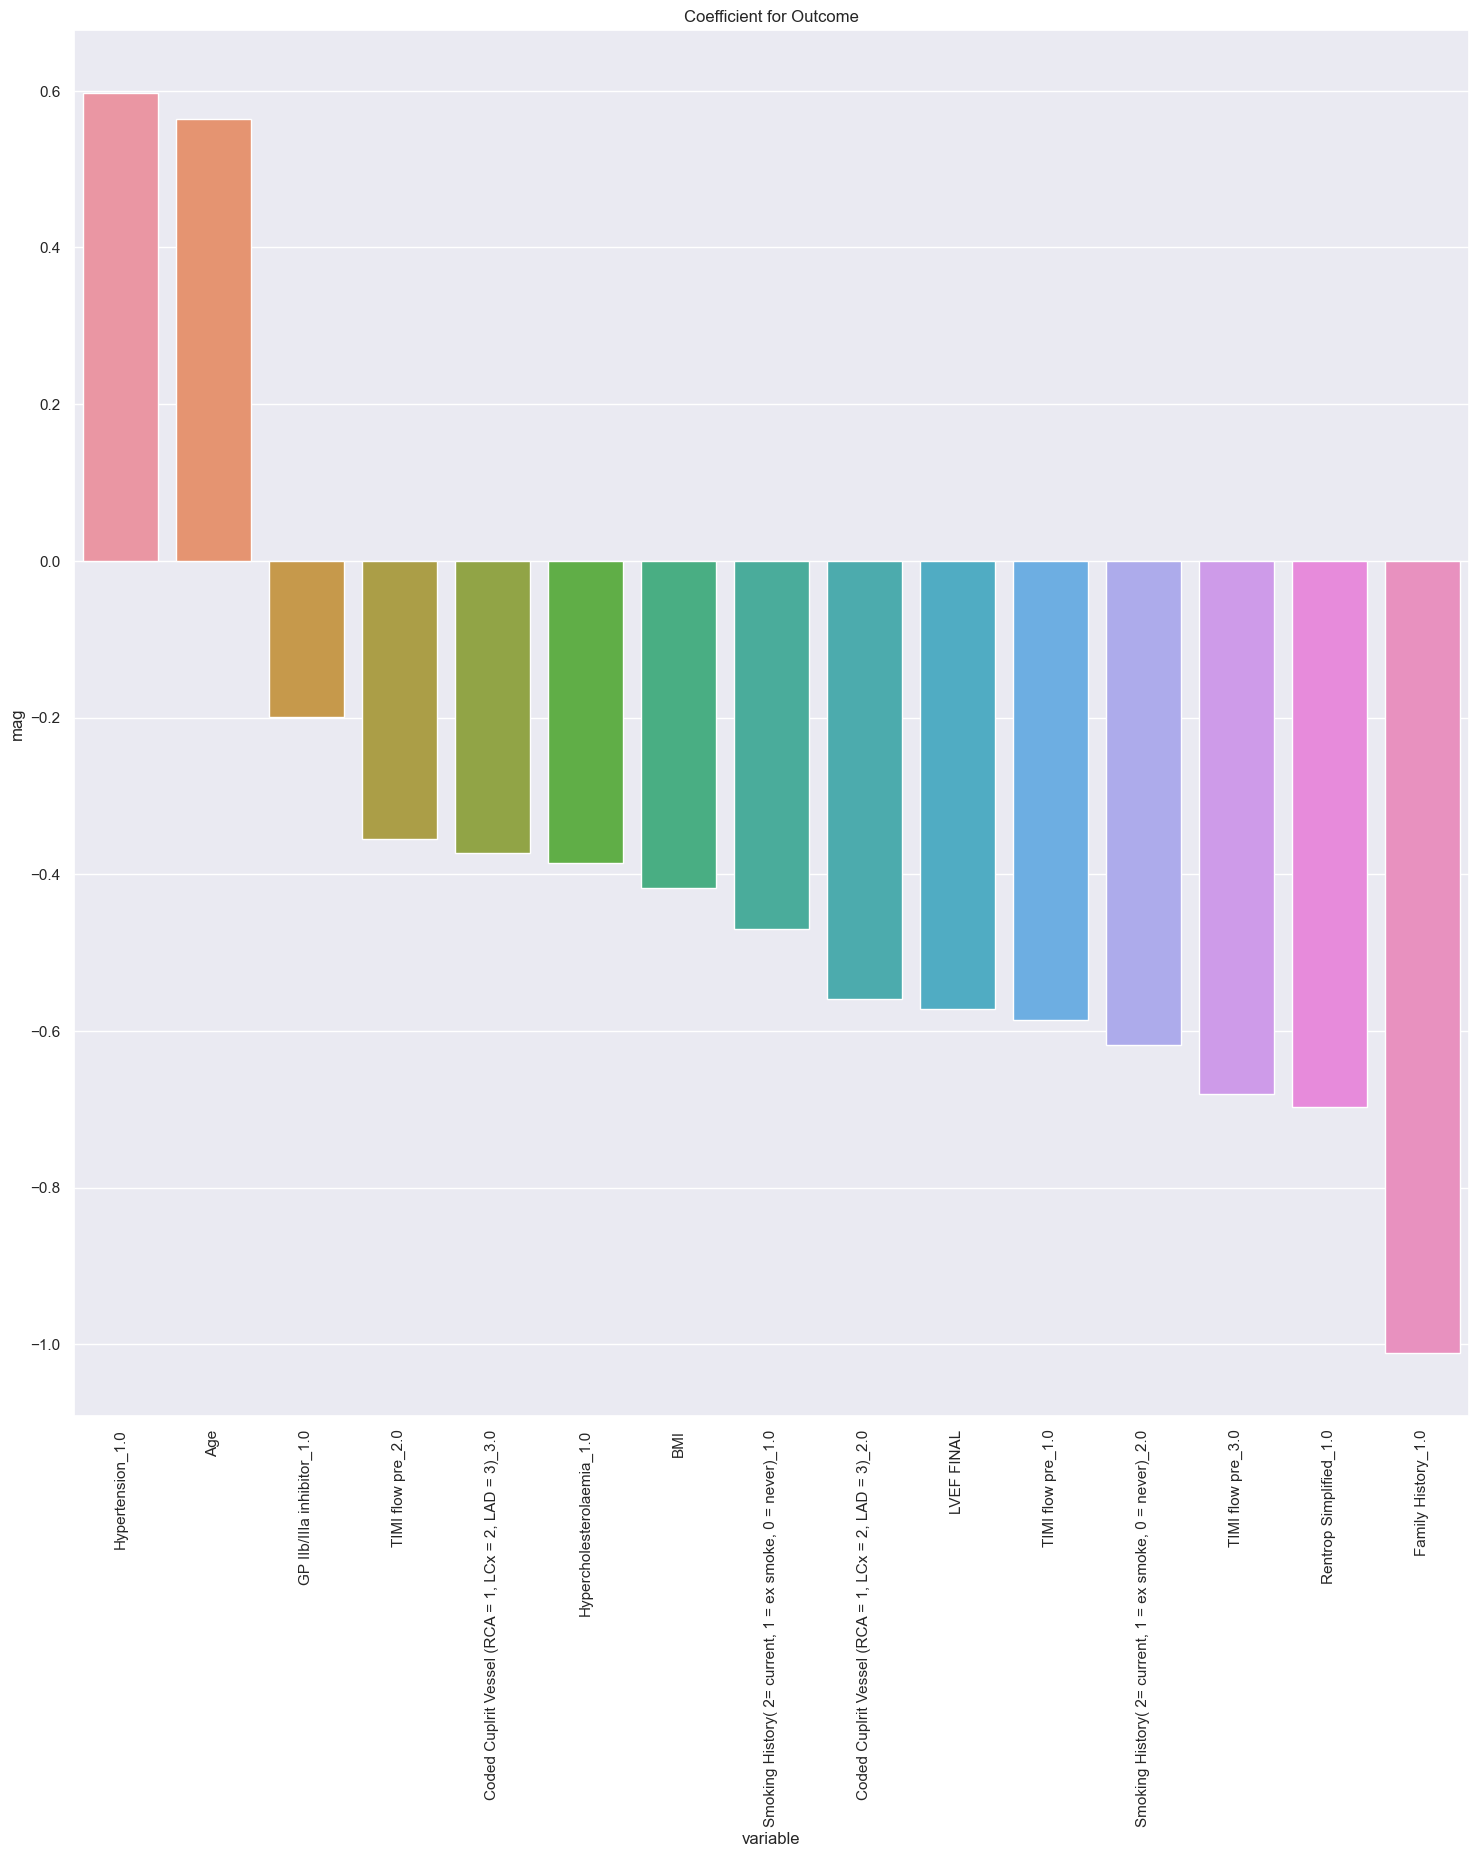 Coefficient for Outcome
0.6
0.4
0.2
0.0
−0.2
−0.4
−0.6
−0.8
−1.0
mag
Hypertension_1.0
Age
GP IIb/IIIa inhibitor_1.0
TIMI flow pre_2.0
Coded Cuplrit Vessel (RCA = 1, LCx = 2, LAD = 3)_3.0
Hypercholesterolaemia_1.0
BMI
Smoking History( 2= current, 1 = ex smoke, 0 = never)_1.0
Coded Cuplrit Vessel (RCA = 1, LCx = 2, LAD = 3)_2.0
LVEF FINAL
TIMI flow pre_1.0
Smoking History( 2= current, 1 = ex smoke, 0 = never)_2.0
TIMI flow pre_3.0
Rentrop Simplified_1.0
Family History_1.0
variable